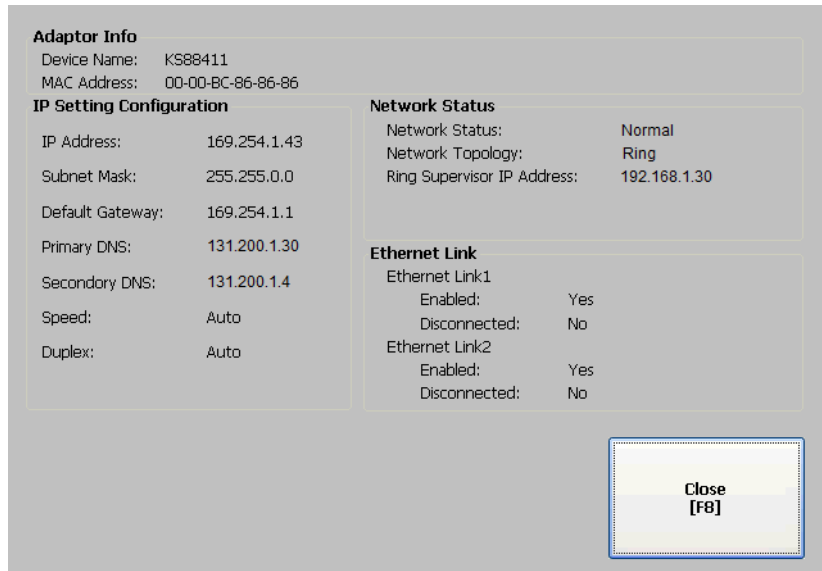 Adaptor Info
Device Name: KS88411
MAC Address: 00-00-BC-86-86-86
IP Setting Configuration
IP Address: 169.254.1.43
Subnet Mask: 255.255.0.0
Default Gateway: 169.254.1.1
Primary DNS: 131.200.1.30
Secondory DNS: 131.200.1.4
Speed: Auto
Duplex: Auto
Network Status
Network Status: Normal
Network Topology: Ring
Ring Supervisor IP Address: 192.168.1.30
Ethernet Link
Ethernet Link1
Enabled: Yes
Disconnected: No
Ethernet Link2
Enabled: Yes
Disconnected: No
Close
[F8]